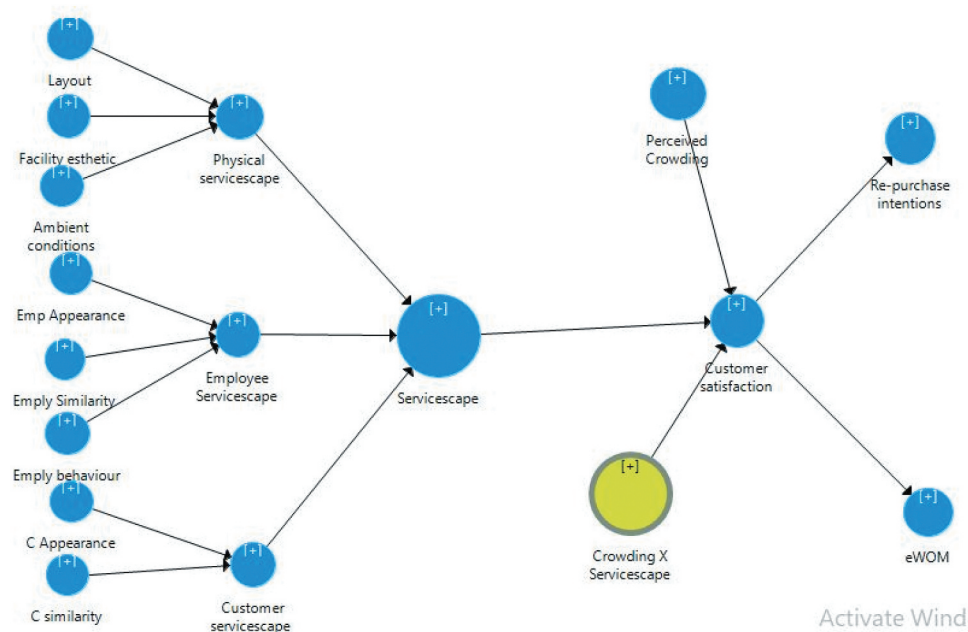 [+]
Layout
[+]
Facility esthetic
[+]
Ambient
conditions
[+]
Emp Appearance
[+]
Emply Similarity
[+]
Emply behaviour
[+]
C Appearance
[+]
C similarity
[+]
Physical
servicescape
[+]
Employee
Servicescape
[+]
Customer
servicescape
[+]
Servicescape
[+]
Perceived
Crowding
[+]
Customer
satisfaction
[+]
Crowding X
Servicescape
[+]
Re-purchase
intentions
[+]
eWOM
Activate Wind